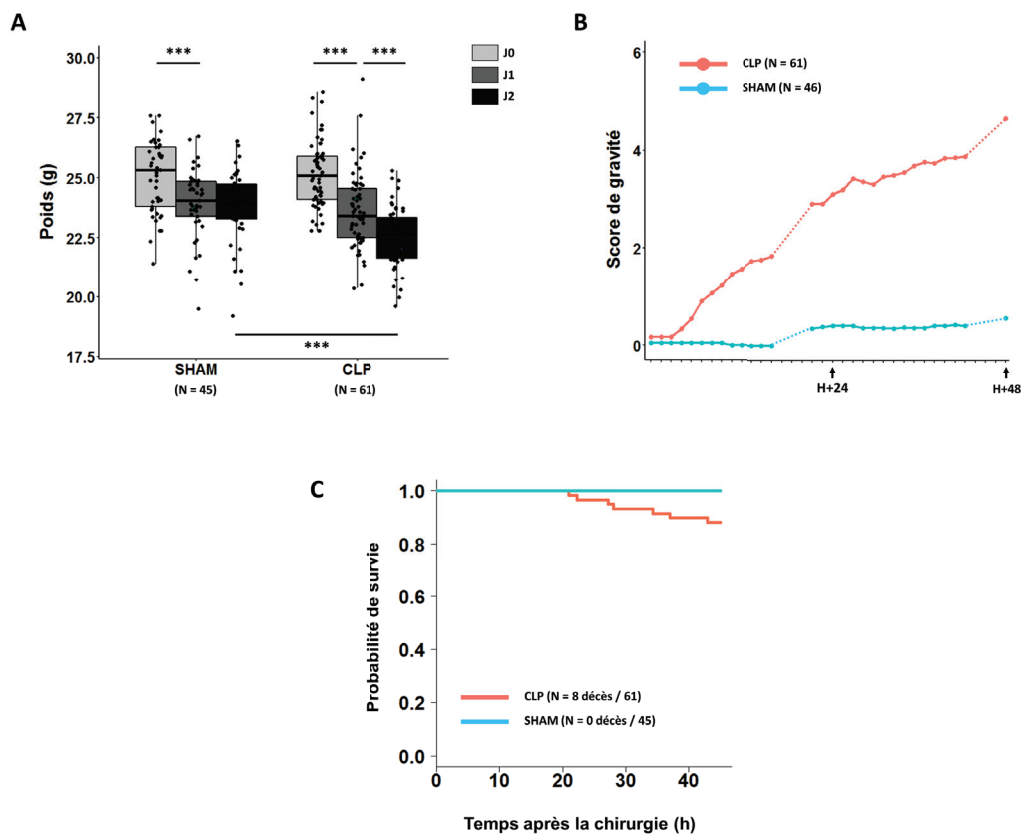 A
*** *** ***
J0
J1
J2
30.0
27.5
25.0
22.5
20.0
17.5
Poids (g)
***
SHAM
(N = 45)
CLP
(N = 61)
B
CLP (N = 61)
SHAM (N = 46)
6
4
2
0
Score de gravité
H+24
H+48
C
1.0
0.8
0.6
0.4
0.2
0.0
Probabilité de survie
CLP (N = 8 décès / 61)
SHAM (N = 0 décès / 45)
0 20 30 40
Temps après la chirurgie (h)